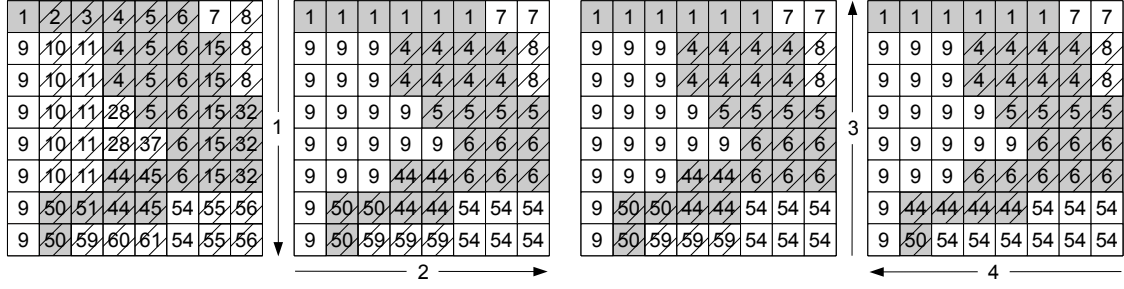 1 2 3 4 5 6 7 8
9 10 11 4 5 6 15 8
9 10 11 4 5 6 15 8
9 10 11 28 5 6 15 32
9 10 11 28 37 6 15 32
9 10 11 44 45 6 15 32
9 50 51 44 45 54 55 56
9 50 59 60 61 54 55 56
1
1 1 1 1 1 1 7 7
9 9 9 4 4 4 4 8
9 9 9 4 4 4 4 8
9 9 9 9 5 5 5 5
9 9 9 9 9 6 6 6
9 9 9 44 44 6 6 6
9 50 50 44 44 54 54 54
9 50 59 59 59 54 54 54
2
1 1 1 1 1 1 7 7
9 9 9 4 4 4 4 8
9 9 9 4 4 4 4 8
9 9 9 9 5 5 5 5
9 9 9 9 9 6 6 6
9 9 9 44 44 6 6 6
9 50 50 44 44 54 54 54
9 50 59 59 59 54 54 54
3
1 1 1 1 1 1 7 7
9 9 9 4 4 4 4 8
9 9 9 4 4 4 4 8
9 9 9 9 5 5 5 5
9 9 9 9 9 6 6 6
9 9 9 6 6 6 6 6
9 44 44 44 44 54 54 54
9 50 54 54 54 54 54 54
4